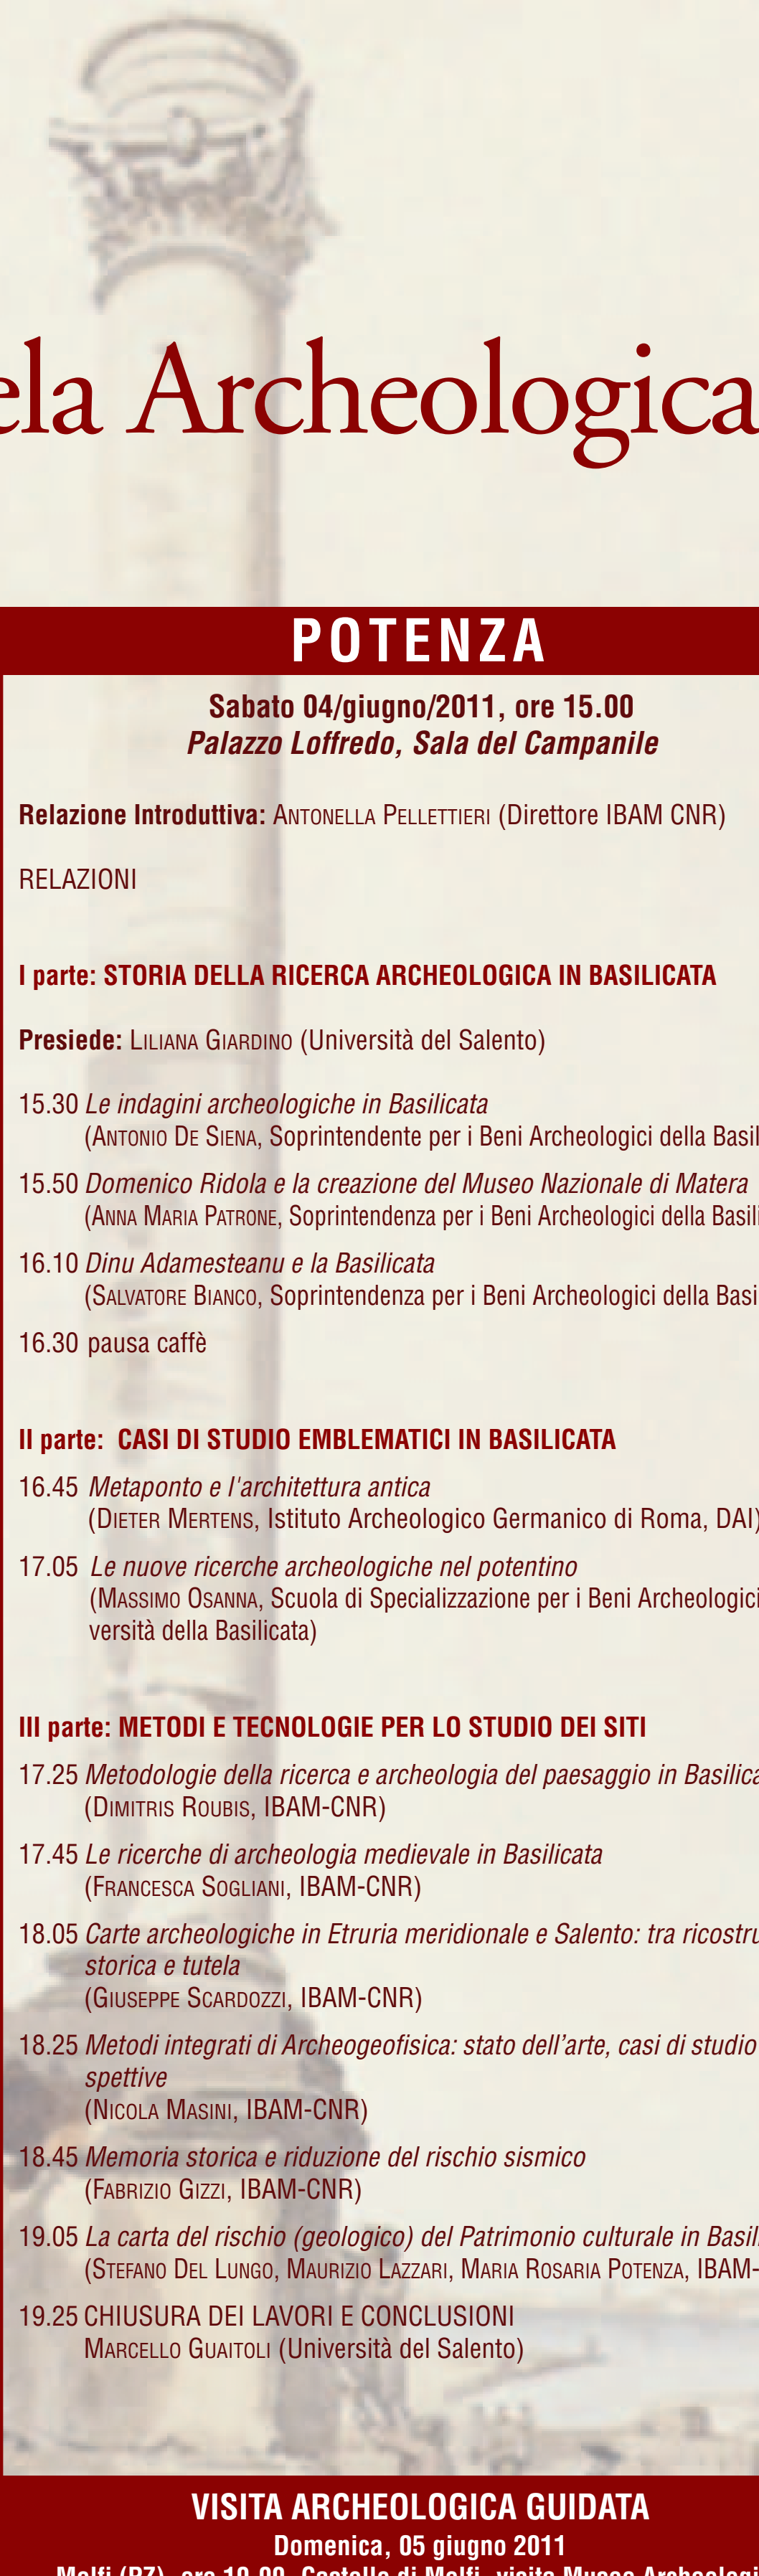 ela Archeologica
POTENZA
Sabato 04/giugno/2011, ore 15.00
Palazzo Loffredo, Sala del Campanile
Relazione Introduttiva: ANTONELLA PELLETTIERI (Direttore IBAM CNR)
RELAZIONI
I parte: STORIA DELLA RICERCA ARCHEOLOGICA IN BASILICATA
Presiede: LILIANA GIARDINO (Università del Salento)
15.30 Le indagini archeologiche in Basilicata
(ANTONIO DE SIENA, Soprintendente per i Beni Archeologici della Basil
15.50 Domenico Ridola e la creazione del Museo Nazionale di Matera
(ANNA MARIA PATRONE, Soprintendenza per i Beni Archeologici della Basili
16.10 Dinu Adamesteanu e la Basilicata
(SALVATORE BIANCO, Soprintendenza per i Beni Archeologici della Basi
16.30 pausa caffè
II parte: CASI DI STUDIO EMBLEMATICI IN BASILICATA
16.45 Metaponto e l'architettura antica
(DIETER MERTENS, Istituto Archeologico Germanico di Roma, DAI)
17.05 Le nuove ricerche archeologiche nel potentino
(MASSIMO OSANNA, Scuola di Specializzazione per i Beni Archeologici
versità della Basilicata)
III parte: METODI E TECNOLOGIE PER LO STUDIO DEI SITI
17.25 Metodologie della ricerca e archeologia del paesaggio in Basilica
(DIMITRIS ROUBIS, IBAM-CNR)
17.45 Le ricerche di archeologia medievale in Basilicata
(FRANCESCA SOGLIANI, IBAM-CNR)
18.05 Carte archeologiche in Etruria meridionale e Salento: tra ricostru
storica e tutela
(GIUSEPPE SCARDOZZI, IBAM-CNR)
18.25 Metodi integrati di Archeogeofisica: stato dell’arte, casi di studio
spettive
(NICOLA MASINI, IBAM-CNR)
18.45 Memoria storica e riduzione del rischio sismico
(FABRIZIO GIZZI, IBAM-CNR)
19.05 La carta del rischio (geologico) del Patrimonio culturale in Basil
(STEFANO DEL LUNGO, MAURIZIO LAZZARI, MARIA ROSARIA POTENZA, IBAM-
19.25 CHIUSURA DEI LAVORI E CONCLUSIONI
MARCELLO GUAITOLI (Università del Salento)
VISITA ARCHEOLOGICA GUIDATA
Domenica, 05 giugno 2011
Melfi (PZ), ore 10.00, Castello di Melfi, visita Museo Archeologi